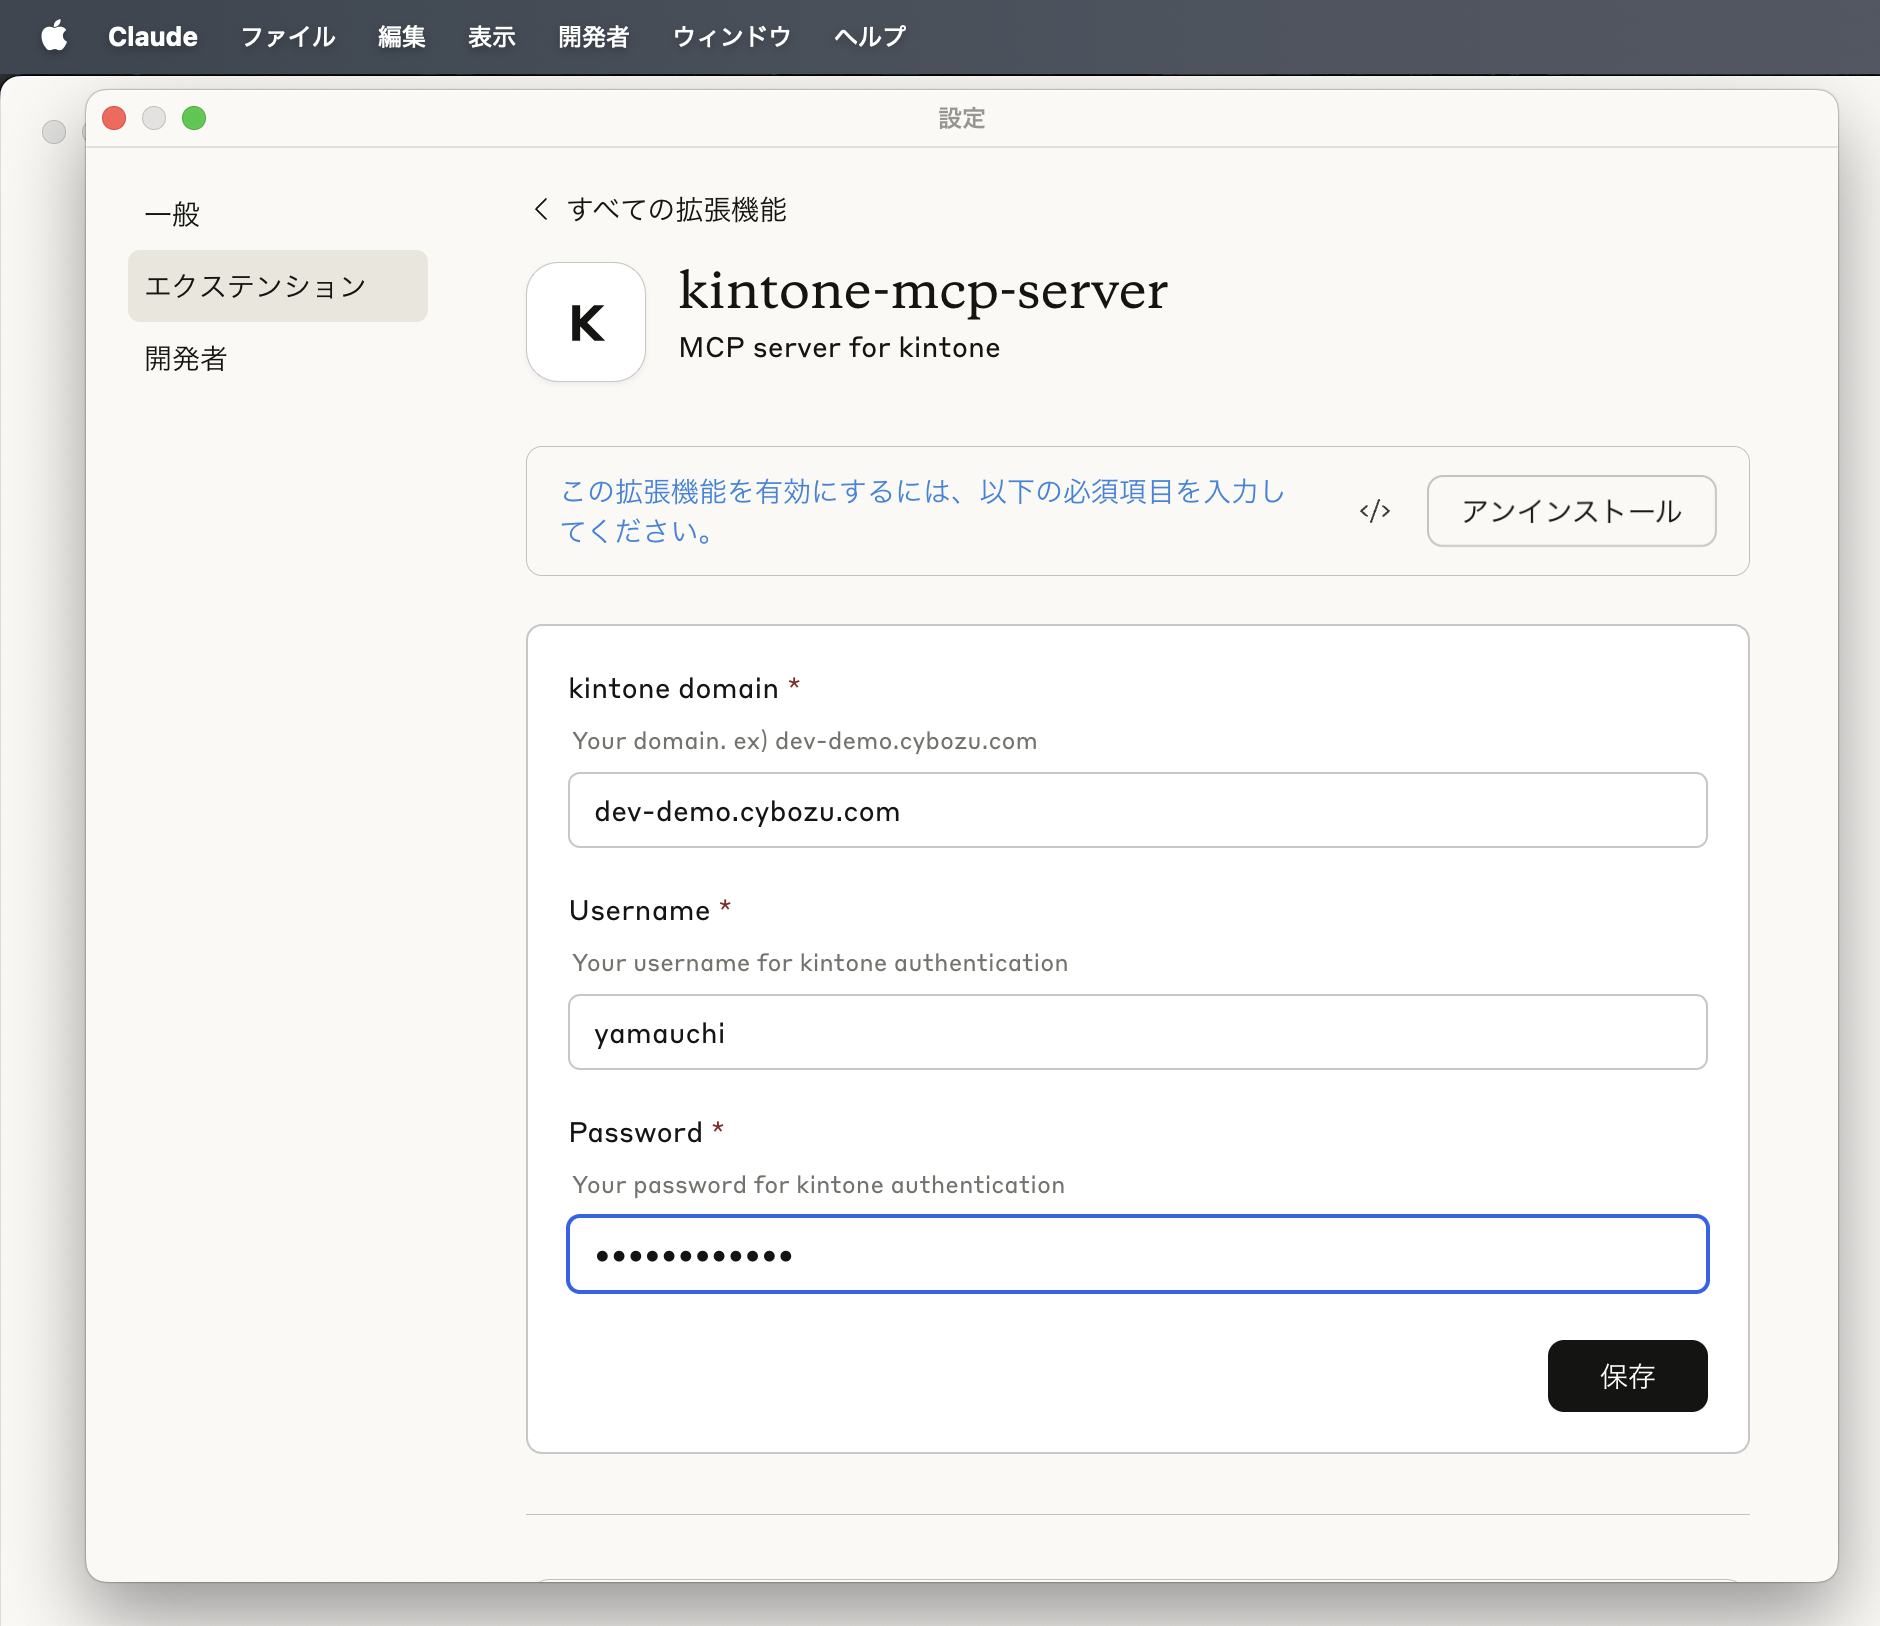 Claude ファイル 編集 表示 開発者 ウィンドウ ヘルプ
設定
一般
エクステンション
開発者
すべての拡張機能
K
kintone-mcp-server
MCP server for kintone
この拡張機能を有効にするには、以下の必須項目を入力し
てください。
</>
アンインストール
kintone domain *
Your domain. ex) dev-demo.cybozu.com
dev-demo.cybozu.com
Username *
Your username for kintone authentication
yamauchi
Password *
Your password for kintone authentication
••••••••••••
保存